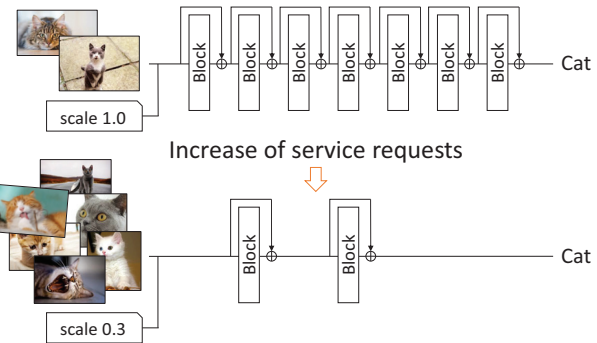 Block Block Block Block Block Block Block
Cat
scale 1.0
Increase of service requests
Block Block
Cat
scale 0.3